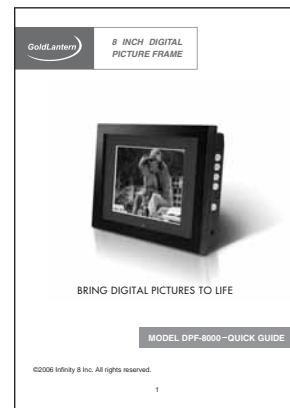 GoldLantern
8 INCH DIGITAL
PICTURE FRAME
BRING DIGITAL PICTURES TO LIFE
MODEL DPF-8000–QUICK GUIDE
©2006 Infinity 8 Inc. All rights reserved.
1